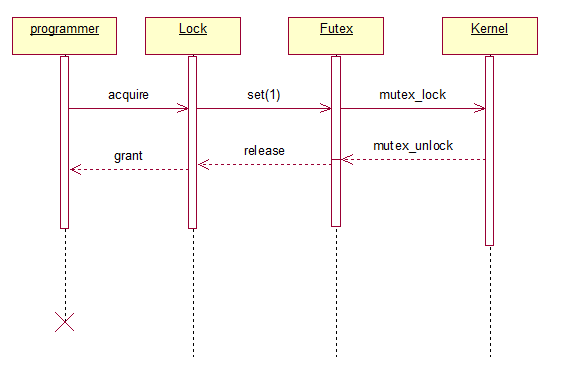 programmer
Lock
Futex
Kernel
acquire
set(1)
mutex_lock
grant
release
mutex_unlock